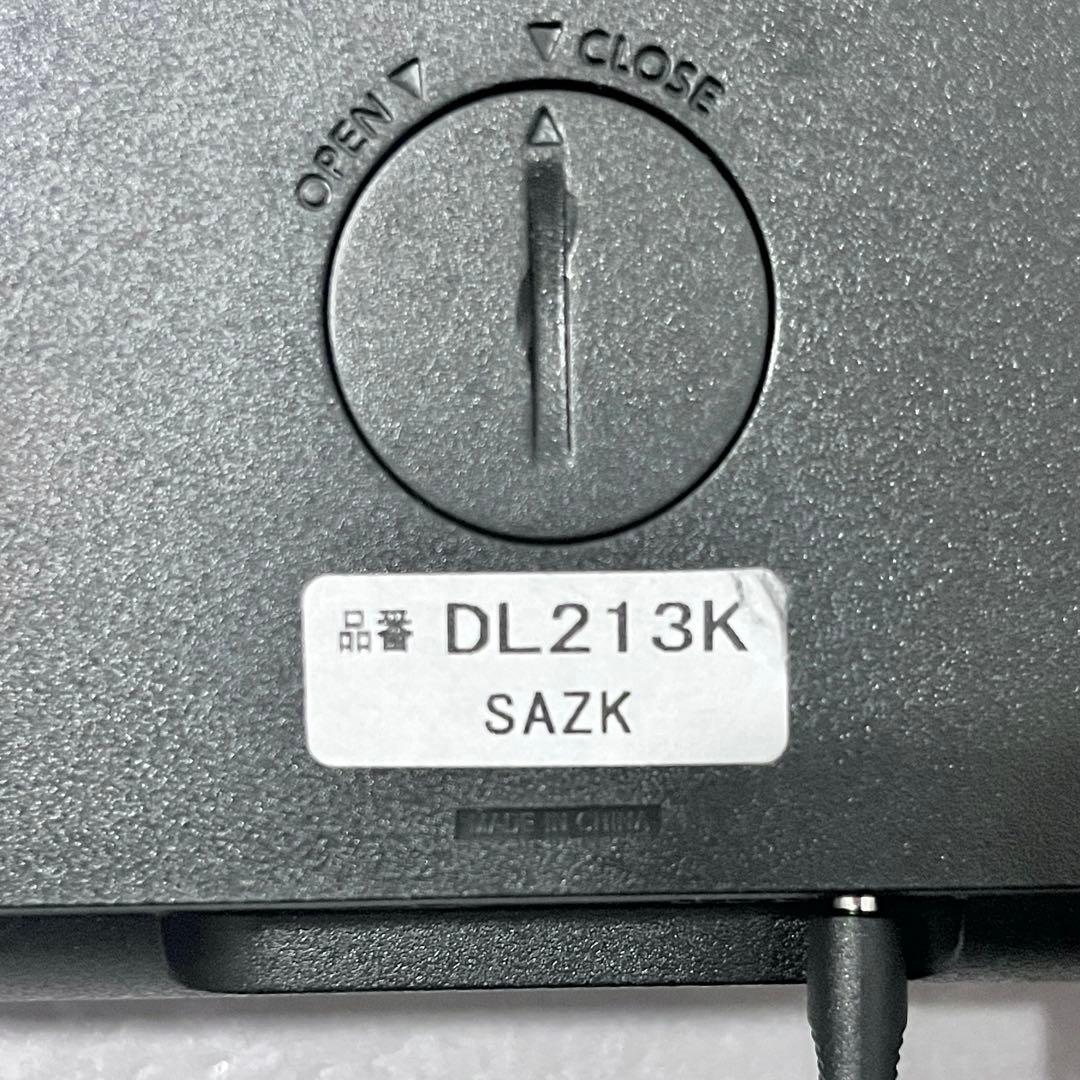 OPEN ▽
▽ CLOSE
△
品番 DL213K
SAZK
MADE IN CHINA